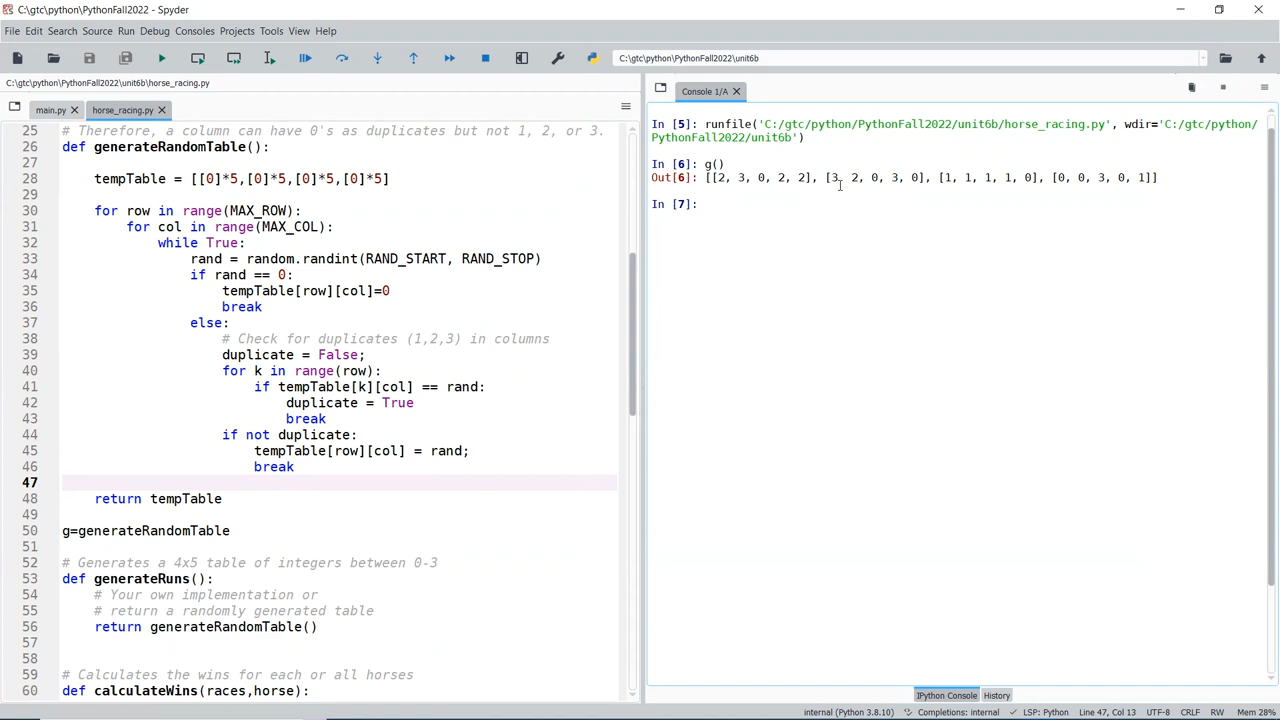 C:\gtc\python\PythonFall2022 - Spyder
File Edit Search Source Run Debug Consoles Projects Tools View Help
C:\gtc\python\PythonFall2022\unit6b
C:\gtc\python\PythonFall2022\unit6b\horse_racing.py
main.py
horse_racing.py
25 # Therefore, a column can have 0's as duplicates but not 1, 2, or 3.
26 def generateRandomTable():
27
28     tempTable = [[0]*5,[0]*5,[0]*5,[0]*5]
29
30     for row in range(MAX_ROW):
31         for col in range(MAX_COL):
32             while True:
33                 rand = random.randint(RAND_START, RAND_STOP)
34                 if rand == 0:
35                     tempTable[row][col]=0
36                     break
37                 else:
38                     # Check for duplicates (1,2,3) in columns
39                     duplicate = False;
40                     for k in range(row):
41                         if tempTable[k][col] == rand:
42                             duplicate = True
43                             break
44                     if not duplicate:
45                         tempTable[row][col] = rand;
46                         break
47
48     return tempTable
49
50 g=generateRandomTable
51
52 # Generates a 4x5 table of integers between 0-3
53 def generateRuns():
54     # Your own implementation or
55     # return a randomly generated table
56     return generateRandomTable()
57
58
59 # Calculates the wins for each or all horses
60 def calculateWins(races,horse):
Console 1/A
In [5]: runfile('C:/gtc/python/PythonFall2022/unit6b/horse_racing.py', wdir='C:/gtc/python/
PythonFall2022/unit6b')
In [6]: g()
Out[6]: [[2, 3, 0, 2, 2], [3, 2, 0, 3, 0], [1, 1, 1, 1, 0], [0, 0, 3, 0, 1]]
In [7]:
IPython Console History
internal (Python 3.8.10) Completions: internal LSP: Python Line 47, Col 13 UTF-8 CRLF RW Mem 28%